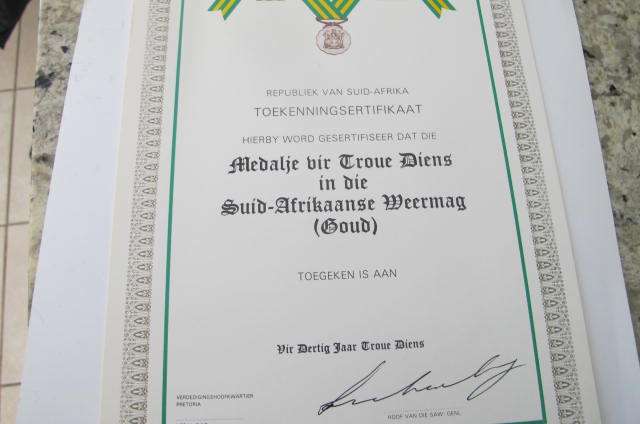 REPUBLIEK VAN SUID-AFRIKA
TOEKENNINGSERTIFIKAAT
HIERBY WORD GESERTIFISEER DAT DIE
Medalje vir Troue Diens
in die
Suid-Afrikaanse Weermag
(Goud)
TOEGEKEN IS AAN
Vir Dertig Jaar Troue Diens
VERDEDIGINGSHOOFKWARTIER
PRETORIA
HOOF VAN DIE SAW: GENL